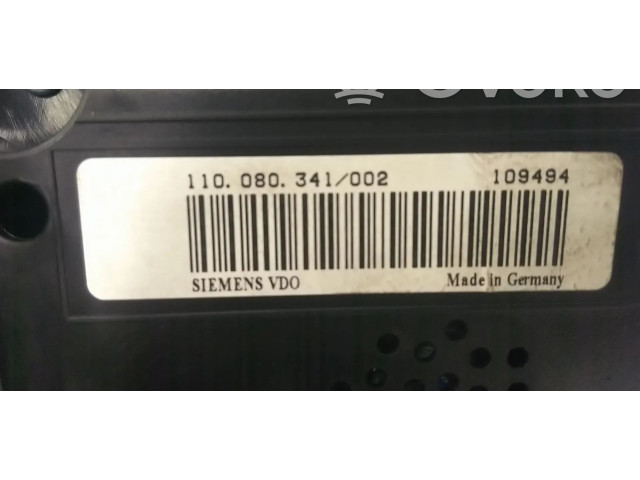 110.080.341/002 109494
SIEMENS VDO Made in Germany